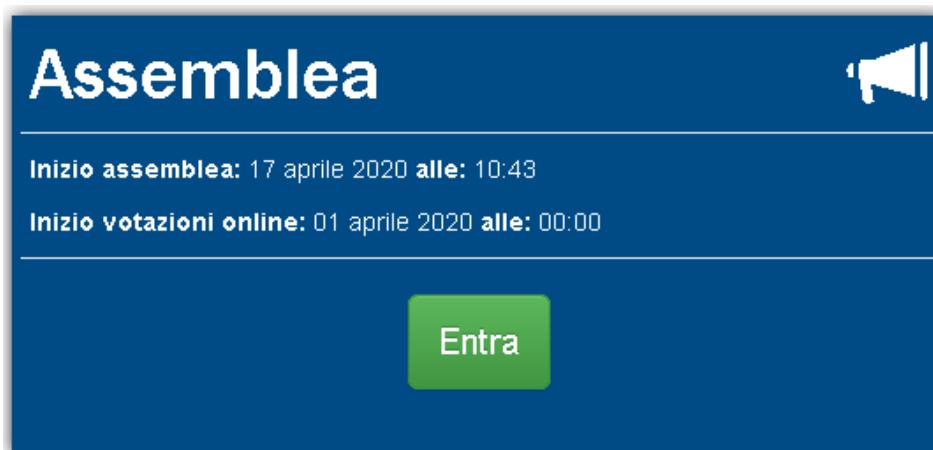 Assemblea
Inizio assemblea: 17 aprile 2020 alle: 10:43
Inizio votazioni online: 01 aprile 2020 alle: 00:00
Entra